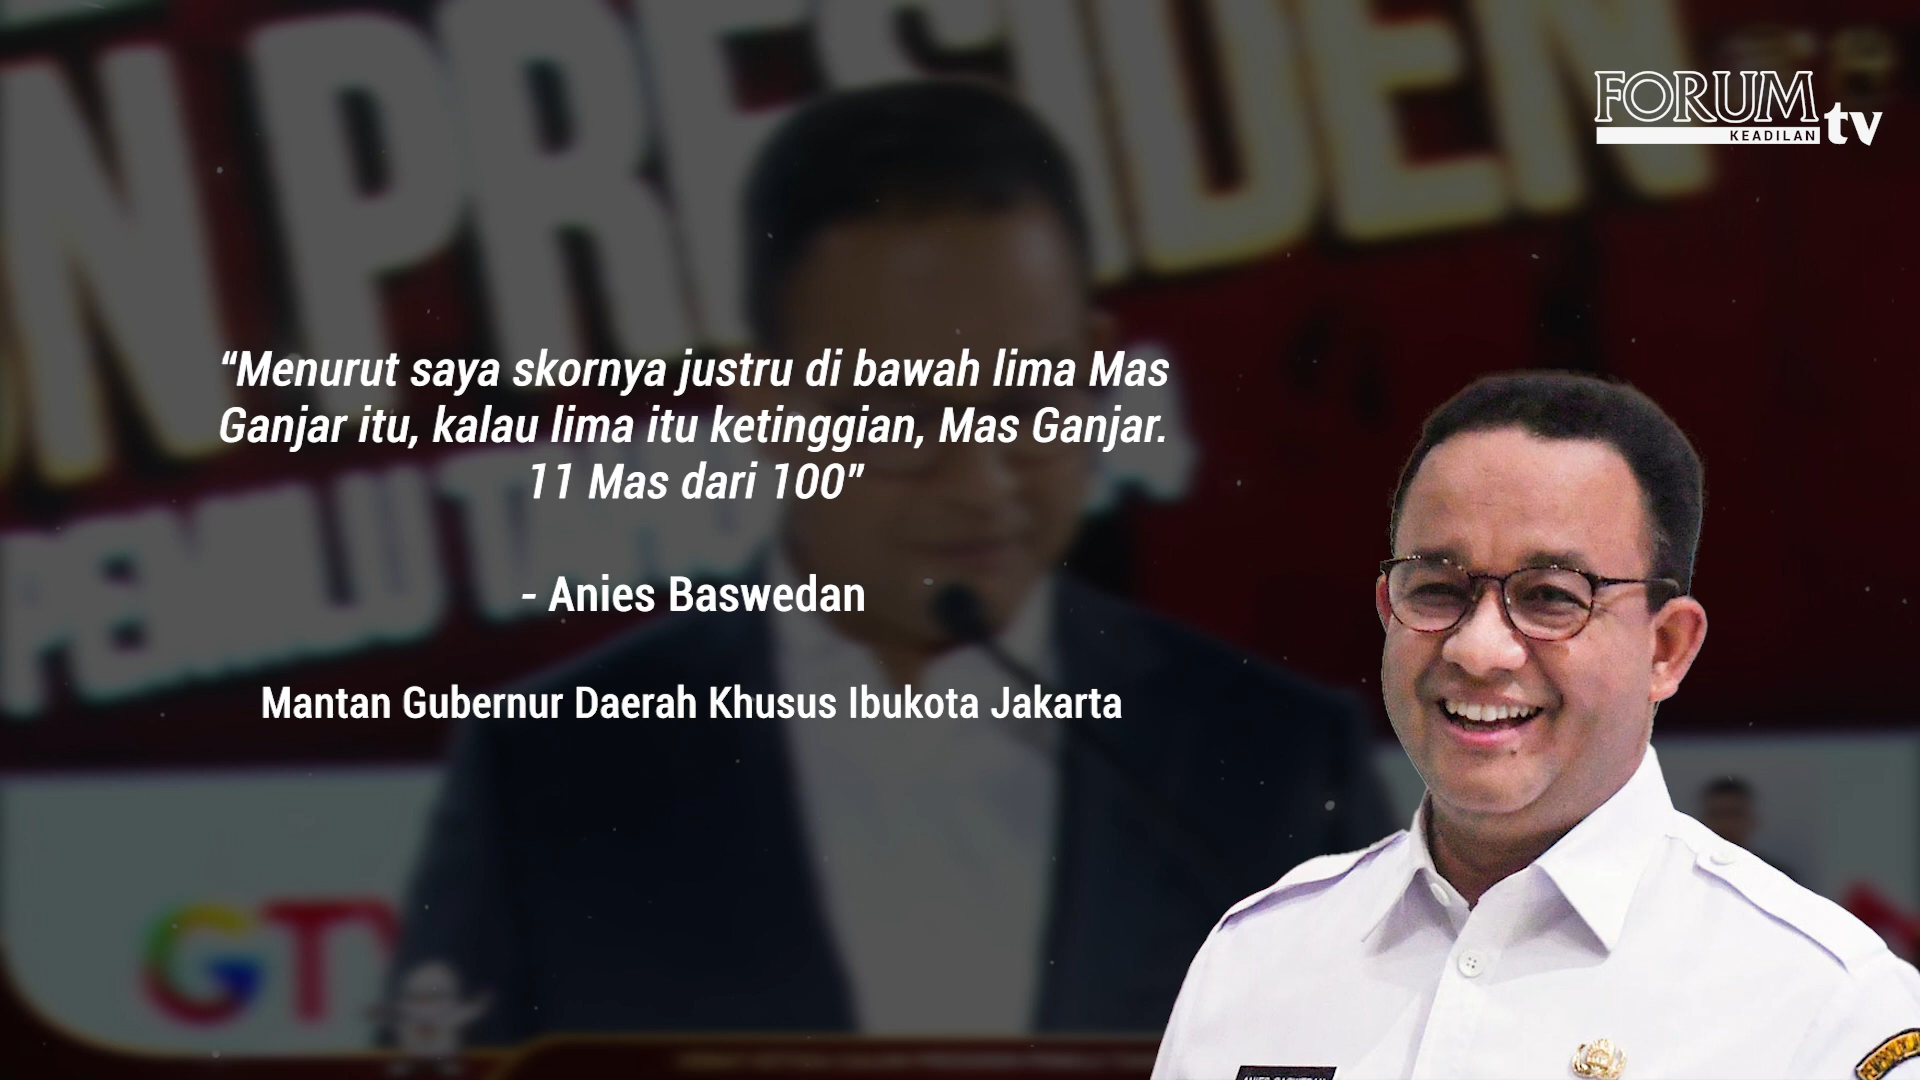 FORUM
KEADILAN
tv
“Menurut saya skornya justru di bawah lima Mas
Ganjar itu, kalau lima itu ketinggian, Mas Ganjar.
11 Mas dari 100”
- Anies Baswedan
Mantan Gubernur Daerah Khusus Ibukota Jakarta
GTV